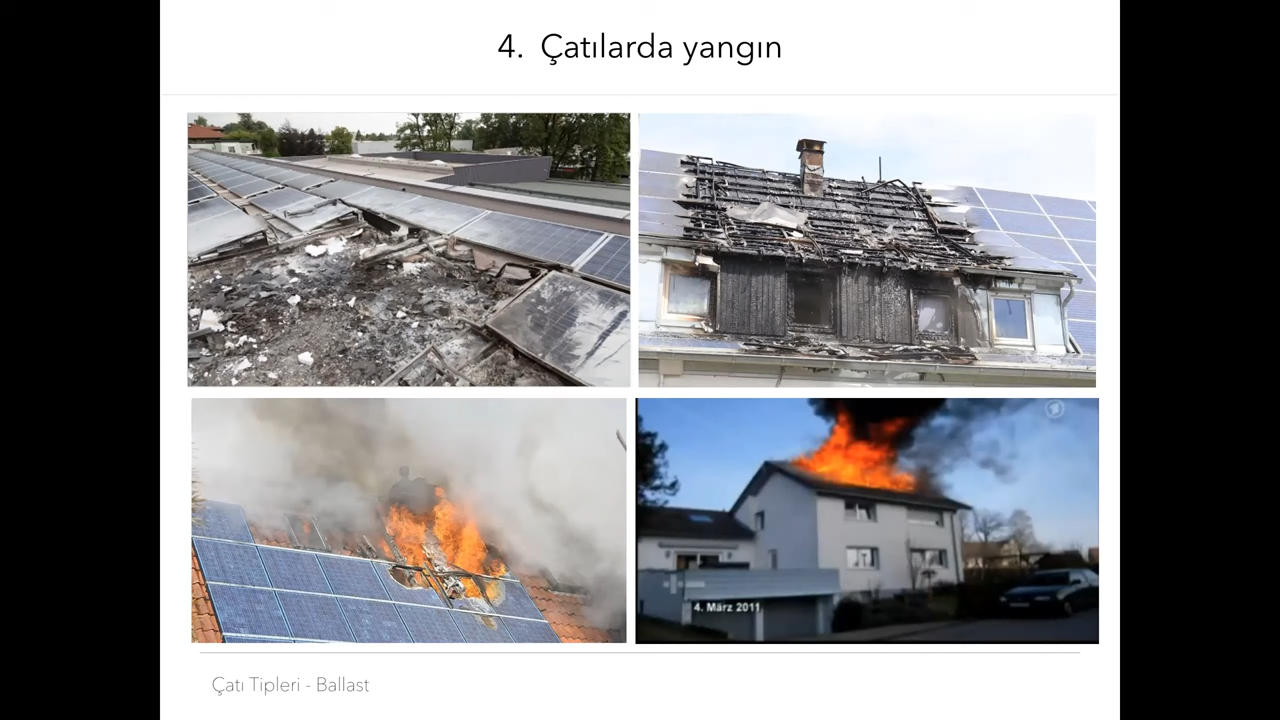 4. Çatılarda yangın
4. März 2011
Çatı Tipleri - Ballast